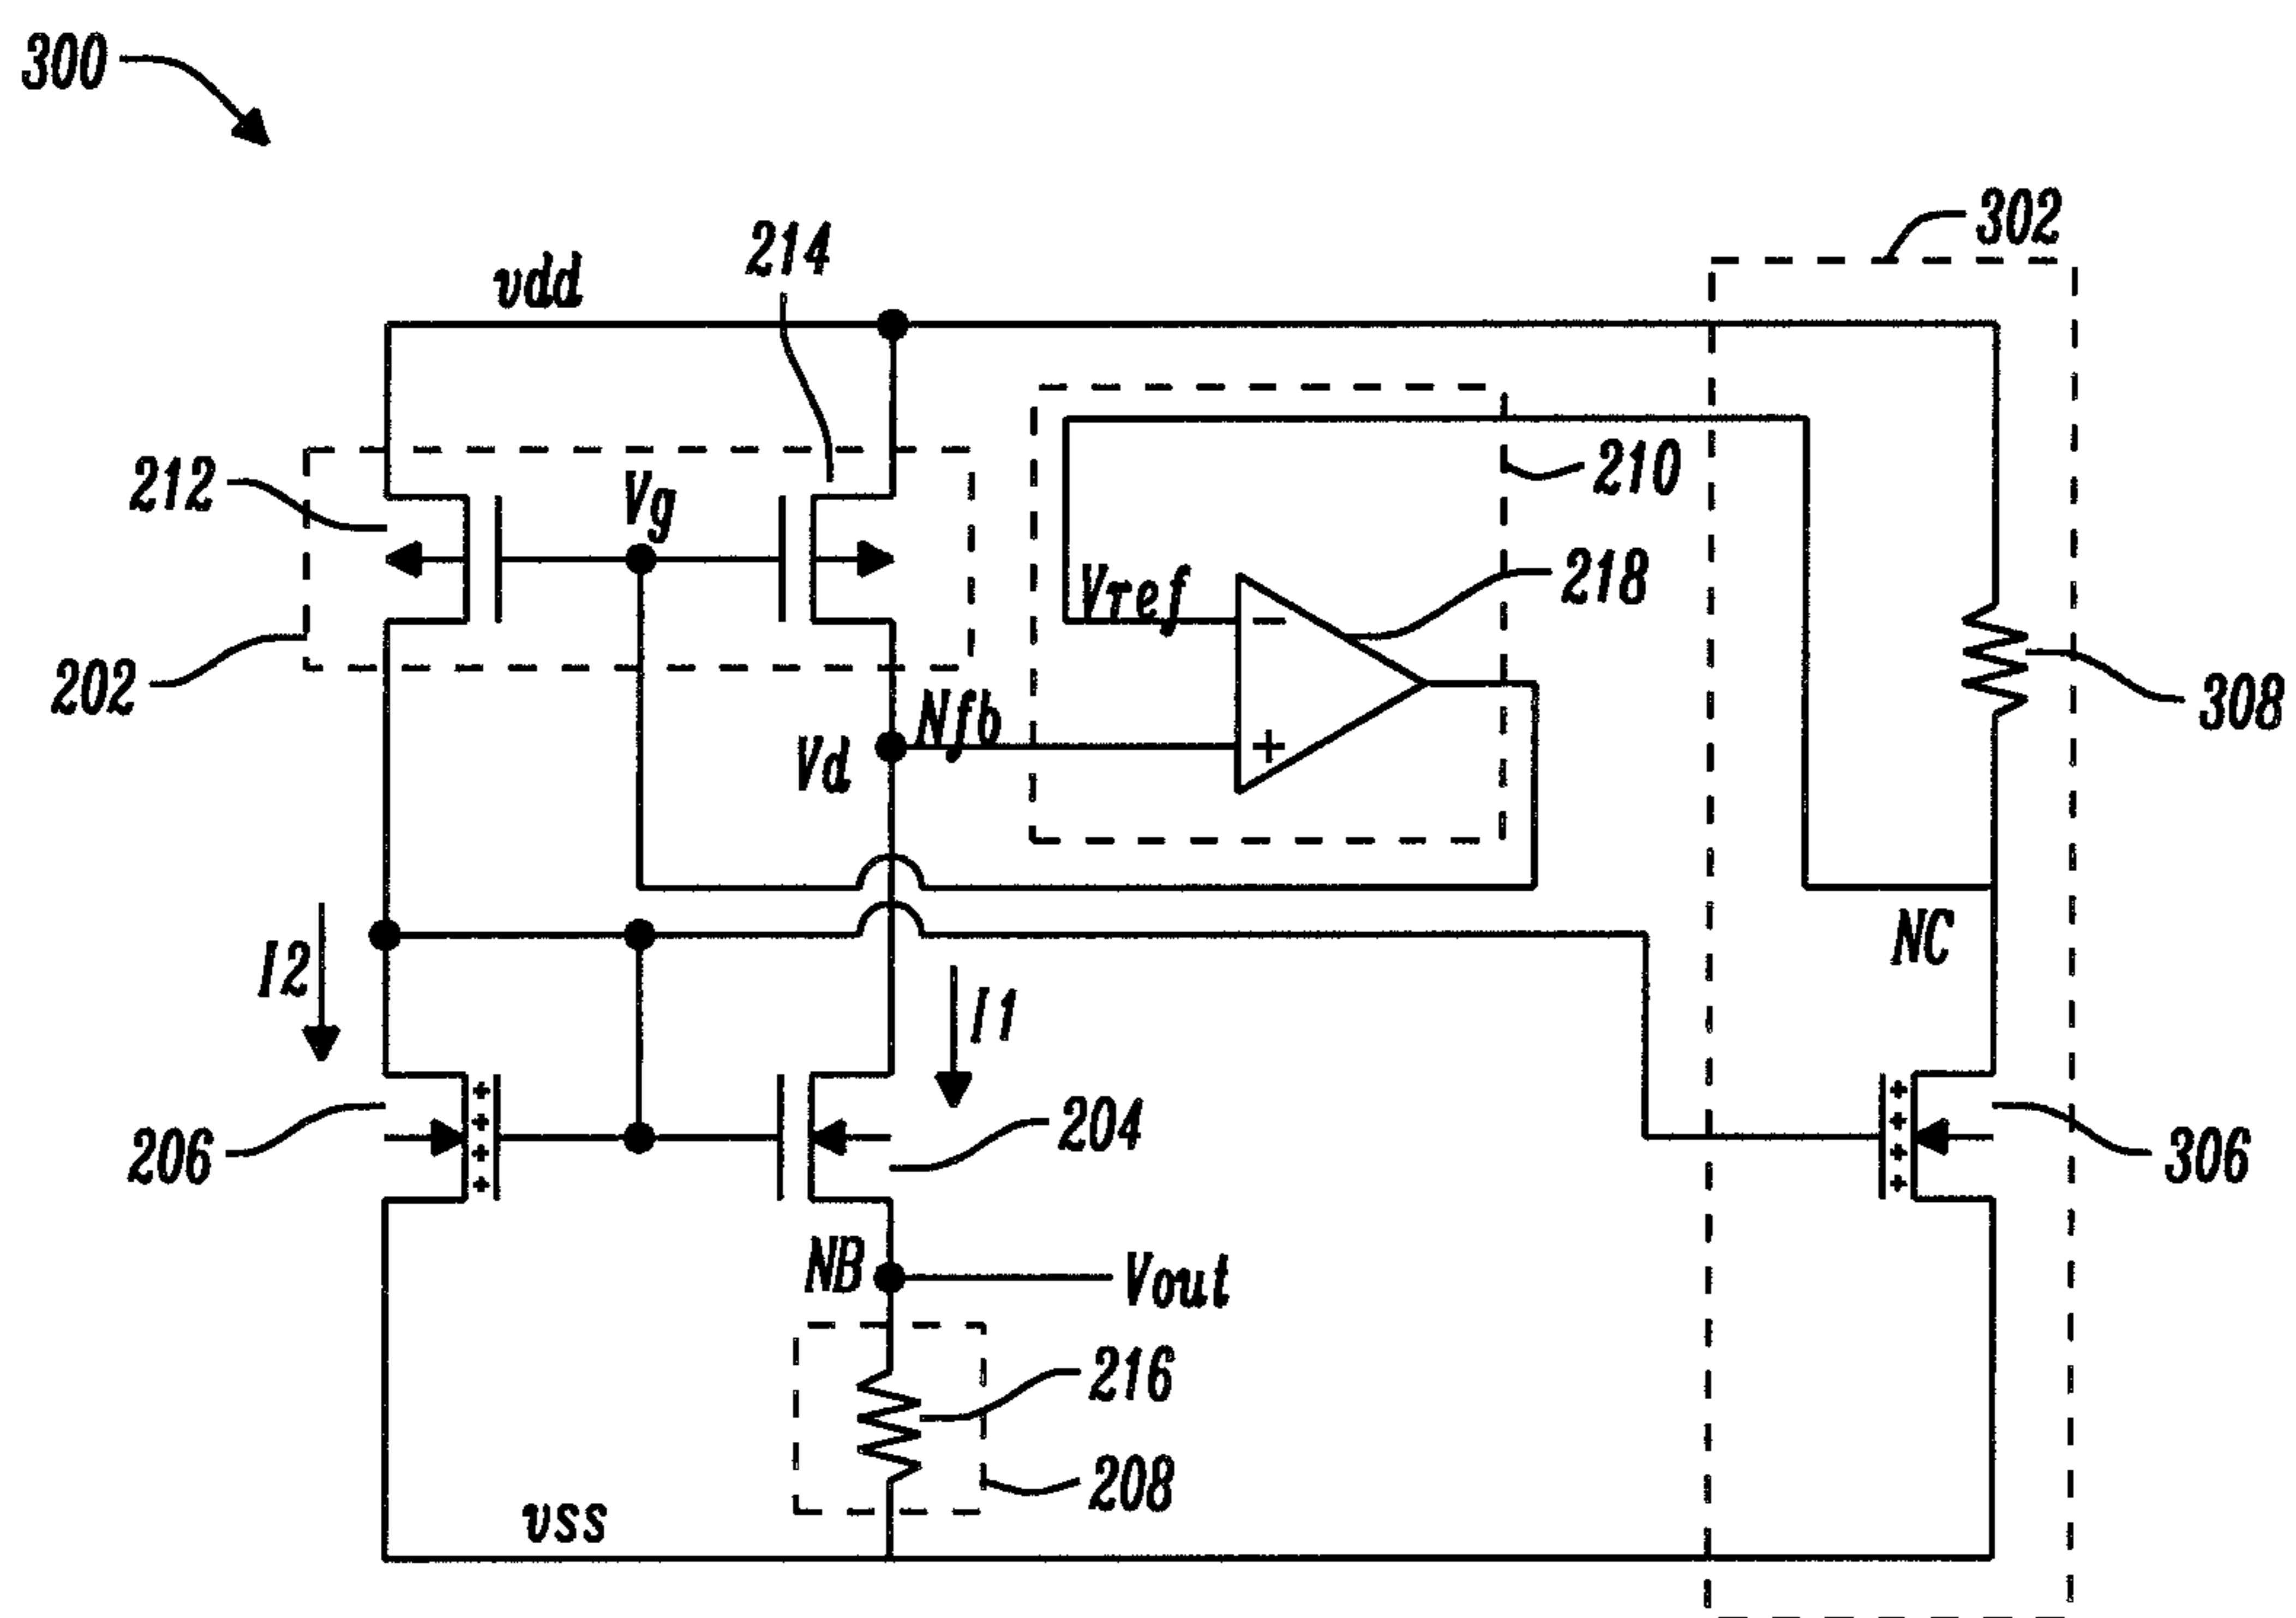 300
302
214
vdd
212
Vg
210
218
Vref
−
202
308
Nfb
Vd
+
NC
I2
I1
204
206
306
NB
Vout
216
208
vss